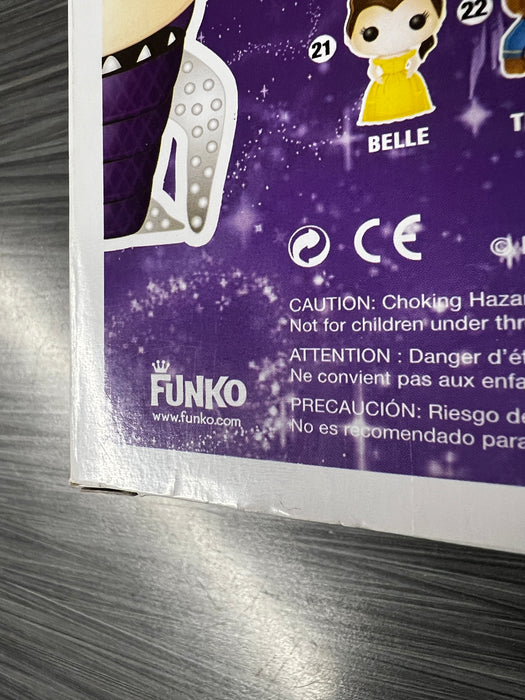 21
22
BELLE
T
CE
©
CAUTION: Choking Haza
Not for children under thr
ATTENTION : Danger d'ét
Ne convient pas aux enfa
PRECAUCIÓN: Riesgo de
No es recomendado para
FUNKO
www.funko.com